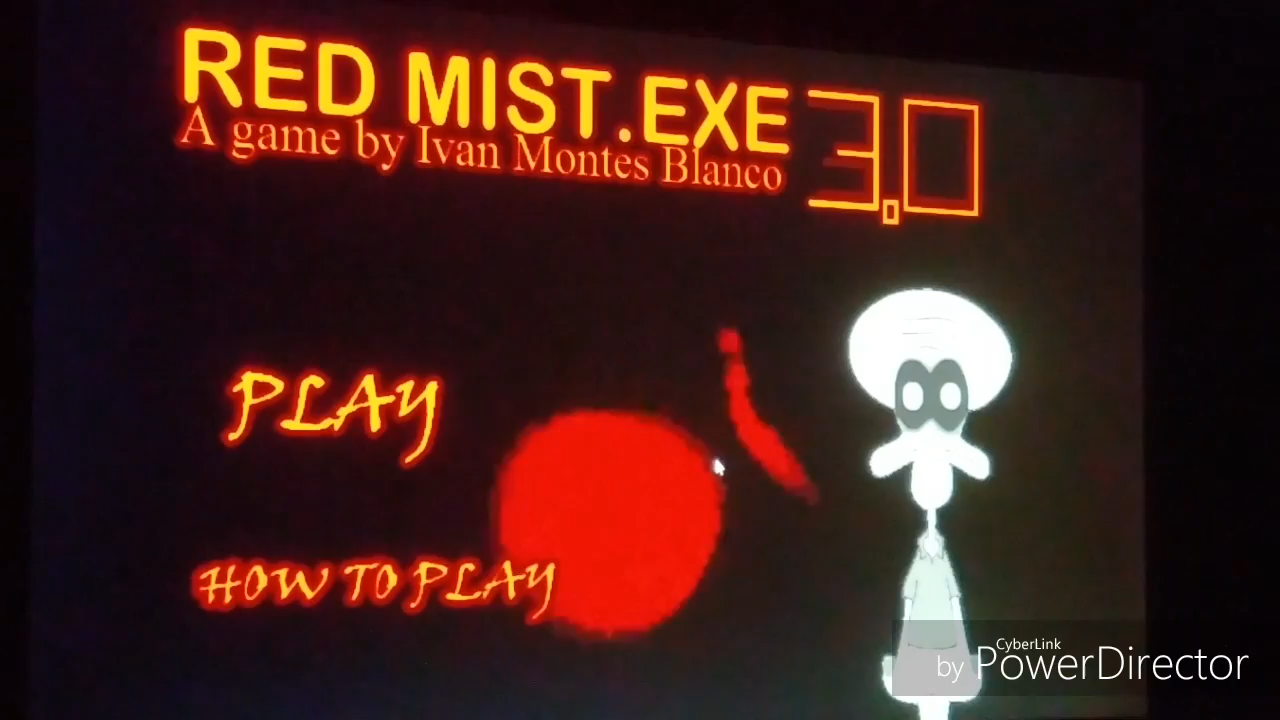 RED MIST.EXE 3.0
A game by Ivan Montes Blanco
PLAY
HOW TO PLAY
CyberLink
by PowerDirector